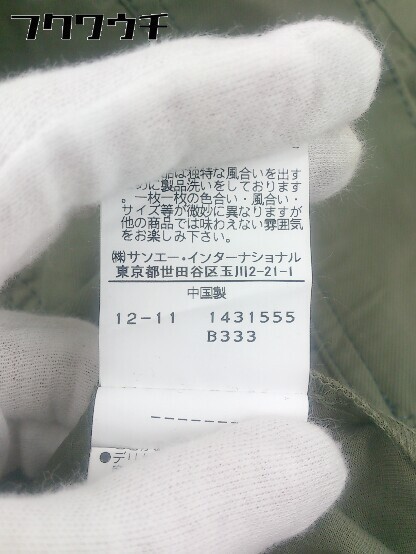 フクワウチ
品は独特な風合いを出す
めに製品洗いをしております
。一枚一枚の色合い・風合い・
サイズ等が微妙に異なりますが
他の商品では味わえない雰囲気
をお楽しみ下さい。
㈱サンエー・インターナショナル
東京都世田谷区玉川2-21-1
中国製
12-11 1431555
B333
●デリ